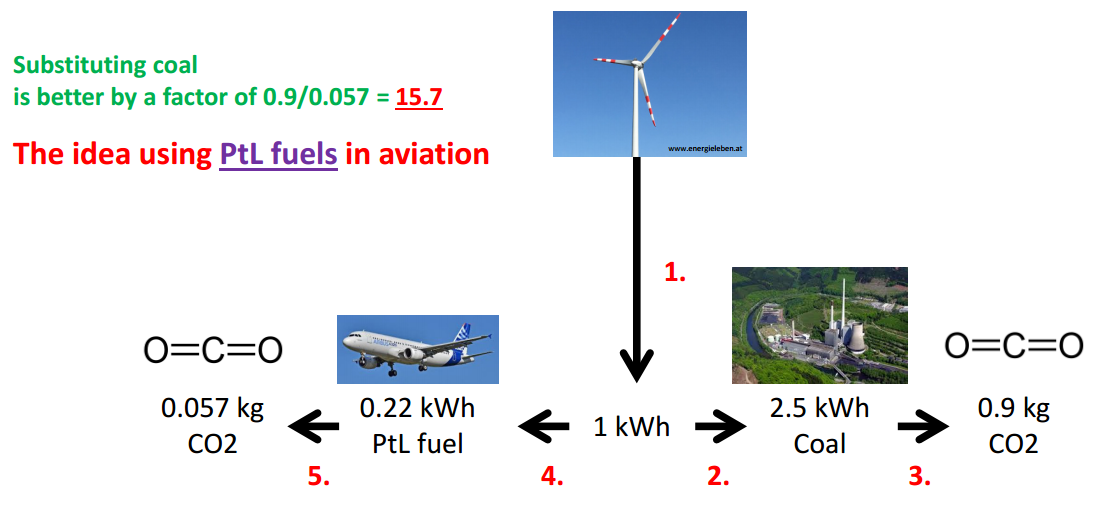 Substituting coal
is better by a factor of 0.9/0.057 = 15.7
The idea using PtL fuels in aviation
www.energieleben.at
1.
O=C=O
O=C=O
0.057 kg
CO2
0.22 kWh
PtL fuel
1 kWh
2.5 kWh
Coal
0.9 kg
CO2
5.
4.
2.
3.